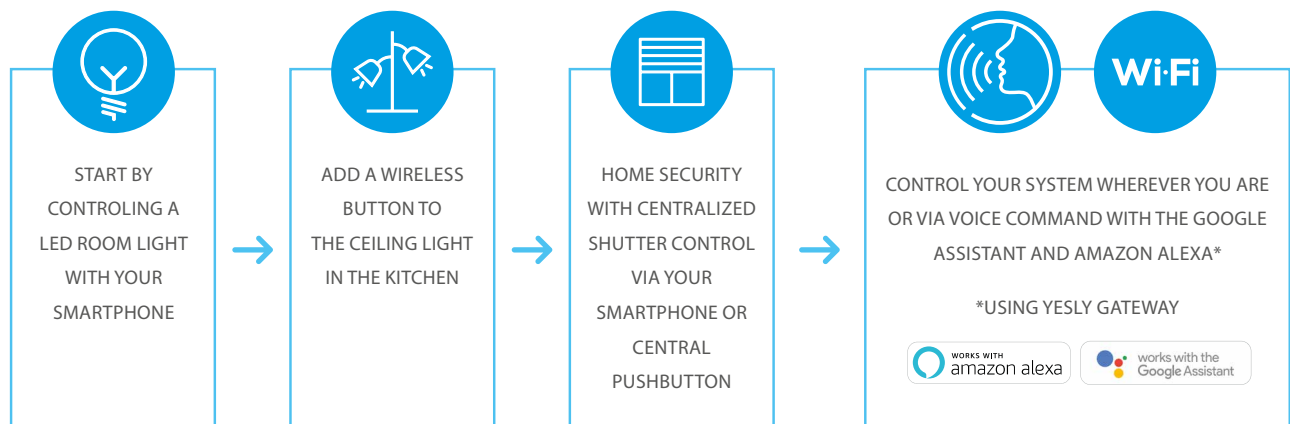 START BY
CONTROLING A
LED ROOM LIGHT
WITH YOUR
SMARTPHONE
ADD A WIRELESS
BUTTON TO
THE CEILING LIGHT
IN THE KITCHEN
HOME SECURITY
WITH CENTRALIZED
SHUTTER CONTROL
VIA YOUR
SMARTPHONE OR
CENTRAL
PUSHBUTTON
Wi-Fi
CONTROL YOUR SYSTEM WHEREVER YOU ARE
OR VIA VOICE COMMAND WITH THE GOOGLE
ASSISTANT AND AMAZON ALEXA*
*USING YESLY GATEWAY
WORKS WITH
amazon alexa
works with the
Google Assistant